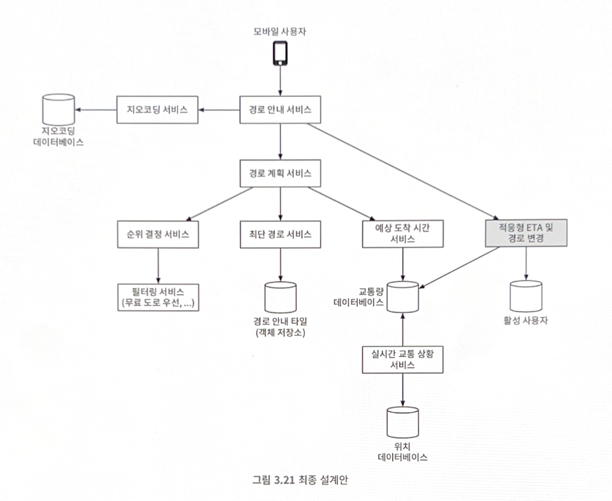 모바일 사용자
지오코딩 서비스
경로 안내 서비스
지오코딩
데이터베이스
경로 계획 서비스
순위 결정 서비스
최단 경로 서비스
예상 도착 시간
서비스
적응형 ETA 및
경로 변경
필터링 서비스
(무료 도로 우선, ...)
경로 안내 타일
(객체 저장소)
교통량
데이터베이스
활성 사용자
실시간 교통 상황
서비스
위치
데이터베이스
그림 3.21 최종 설계안